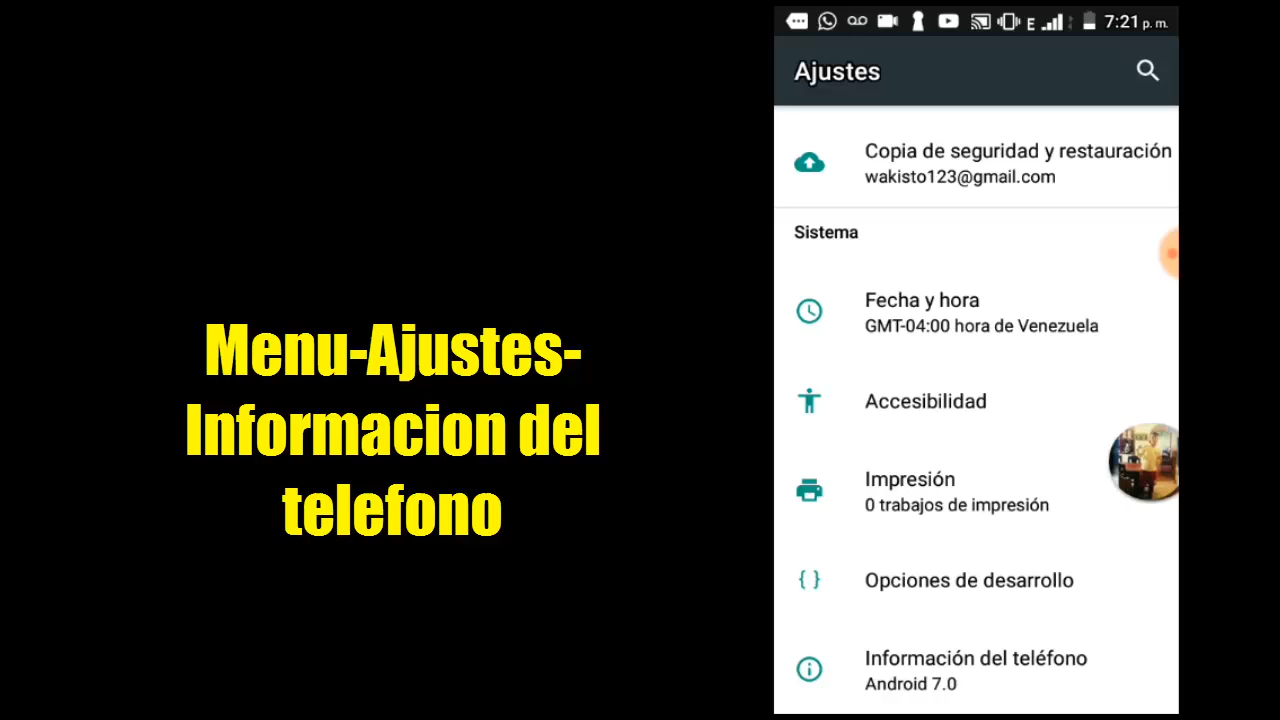 Menu-Ajustes-
Informacion del
telefono
E 7:21 p. m.
Ajustes
Copia de seguridad y restauración
wakisto123@gmail.com
Sistema
Fecha y hora
GMT-04:00 hora de Venezuela
Accesibilidad
Impresión
0 trabajos de impresión
Opciones de desarrollo
Información del teléfono
Android 7.0